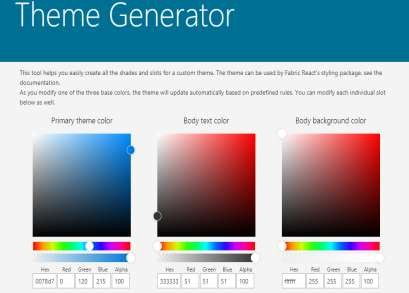 Theme Generator
This tool helps you easily create all the shades and slots for a custom theme. The theme can be used by Fabric React's styling package, see the
documentation.
As you modify one of the three base colors, the theme will update automatically based on predefined rules. You can modify each individual slot
below as well.
Primary theme color Body text color Body background color
Hex Red Green Blue Alpha Hex Red Green Blue Alpha Hex Red Green Blue Alpha
0078d7 0 120 215 100 333333 51 51 51 100 ffffff 255 255 255 100